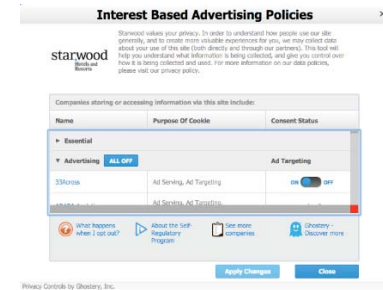 Interest Based Advertising Policies
×
starwood
Hotels and
Resorts
Starwood values your privacy. In order to understand how people use our site
generally, and to create more valuable experiences for you, we may collect data
about your use of this site (both directly and through our partners). This tool will
help you understand what information is being collected, and give you control over
how it is being collected and used. For more information on our data policies,
please visit our privacy policy.
Companies storing or accessing information via this site include:
Name Purpose Of Cookie Consent Status
Essential
Advertising ALL OFF Ad Targeting
33Across Ad Serving, Ad Targeting ON OFF
Ad Serving, Ad Targeting
What happens
when I opt out?
About the Self-
Regulatory
Program
See more
companies
Ghostery -
Discover more
Apply Changes Close
Privacy Controls by Ghostery, Inc.